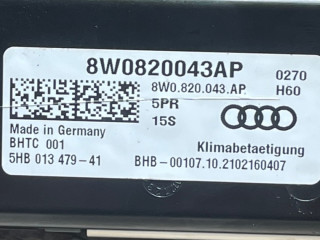 8W0820043AP 0270
8W0.820.043.AP H60
5PR
15S
Made in Germany
BHTC 001 Klimabetaetigung
5HB 013 479-41 BHB-00107.10.2102160407